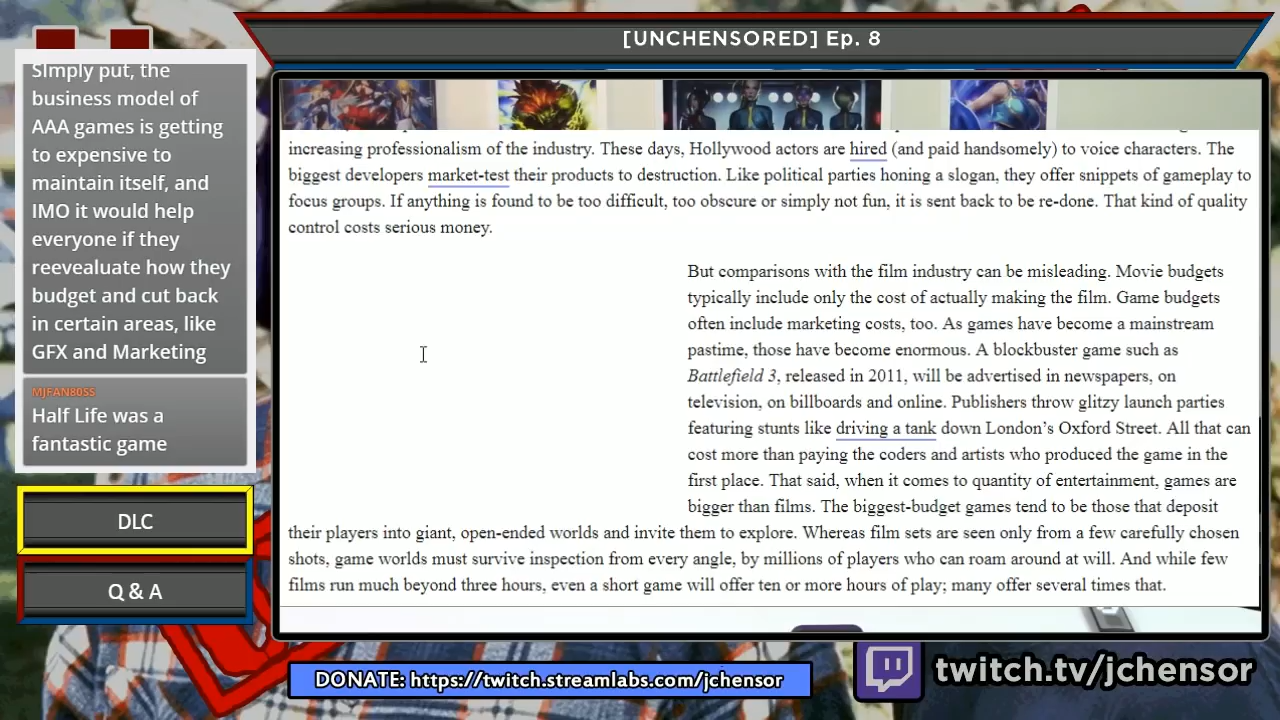 [UNCHENSORED] Ep. 8
SImply put, the
business model of
AAA games is getting
to expensive to
maintain itself, and
IMO it would help
everyone if they
reevealuate how they
budget and cut back
in certain areas, like
GFX and Marketing
MJFAN80SS
Half Life was a
fantastic game
DLC
Q & A
increasing professionalism of the industry. These days, Hollywood actors are hired (and paid handsomely) to voice characters. The
biggest developers market-test their products to destruction. Like political parties honing a slogan, they offer snippets of gameplay to
focus groups. If anything is found to be too difficult, too obscure or simply not fun, it is sent back to be re-done. That kind of quality
control costs serious money.
But comparisons with the film industry can be misleading. Movie budgets
typically include only the cost of actually making the film. Game budgets
often include marketing costs, too. As games have become a mainstream
pastime, those have become enormous. A blockbuster game such as
Battlefield 3, released in 2011, will be advertised in newspapers, on
television, on billboards and online. Publishers throw glitzy launch parties
featuring stunts like driving a tank down London’s Oxford Street. All that can
cost more than paying the coders and artists who produced the game in the
first place. That said, when it comes to quantity of entertainment, games are
bigger than films. The biggest-budget games tend to be those that deposit
their players into giant, open-ended worlds and invite them to explore. Whereas film sets are seen only from a few carefully chosen
shots, game worlds must survive inspection from every angle, by millions of players who can roam around at will. And while few
films run much beyond three hours, even a short game will offer ten or more hours of play; many offer several times that.
DONATE: https://twitch.streamlabs.com/jchensor
twitch.tv/jchensor